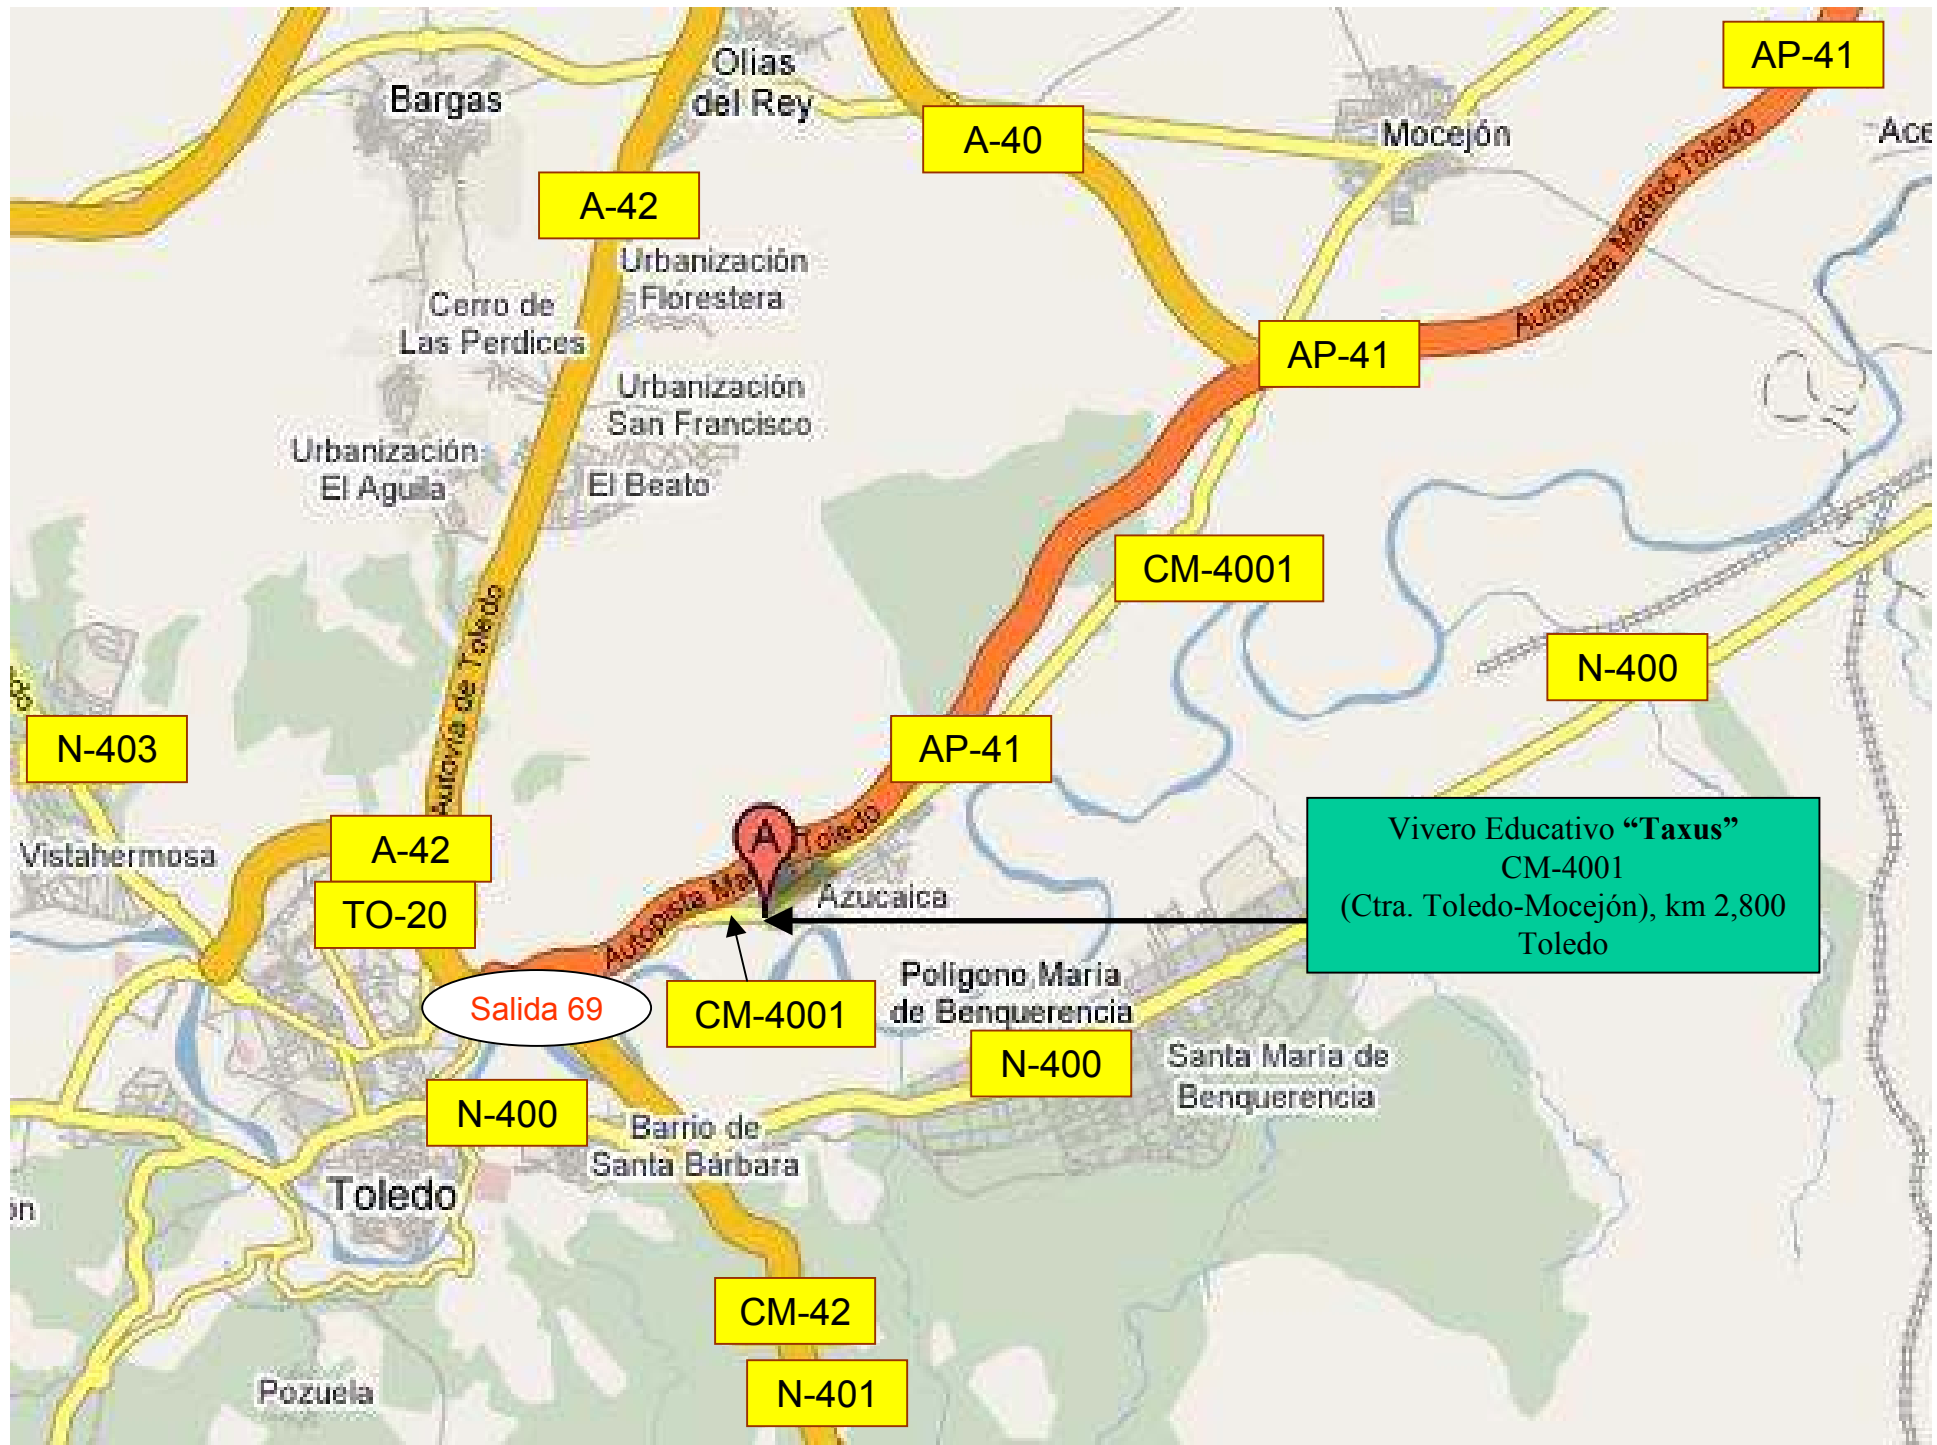 AP-41
Olias
del Rey
Bargas
A-40
Mocejón
Ace
Autopista Madrid-Toledo
A-42
Urbanización
Florestera
Cerro de
Las Perdices
AP-41
Urbanización
San Francisco
Urbanización
El Aguila
El Beato
CM-4001
Autovía de Toledo
N-400
N-403
AP-41
A
Toledo
Vivero Educativo “Taxus”
CM-4001
(Ctra. Toledo-Mocejón), km 2,800
Toledo
Vistahermosa
A-42
TO-20
Autopista Ma
Azucaica
Salida 69
CM-4001
Polígono María
de Benquerencia
N-400
Santa María de
Benquerencia
N-400
Barrio de
Santa Bárbara
Toledo
ón
CM-42
Pozuela
N-401